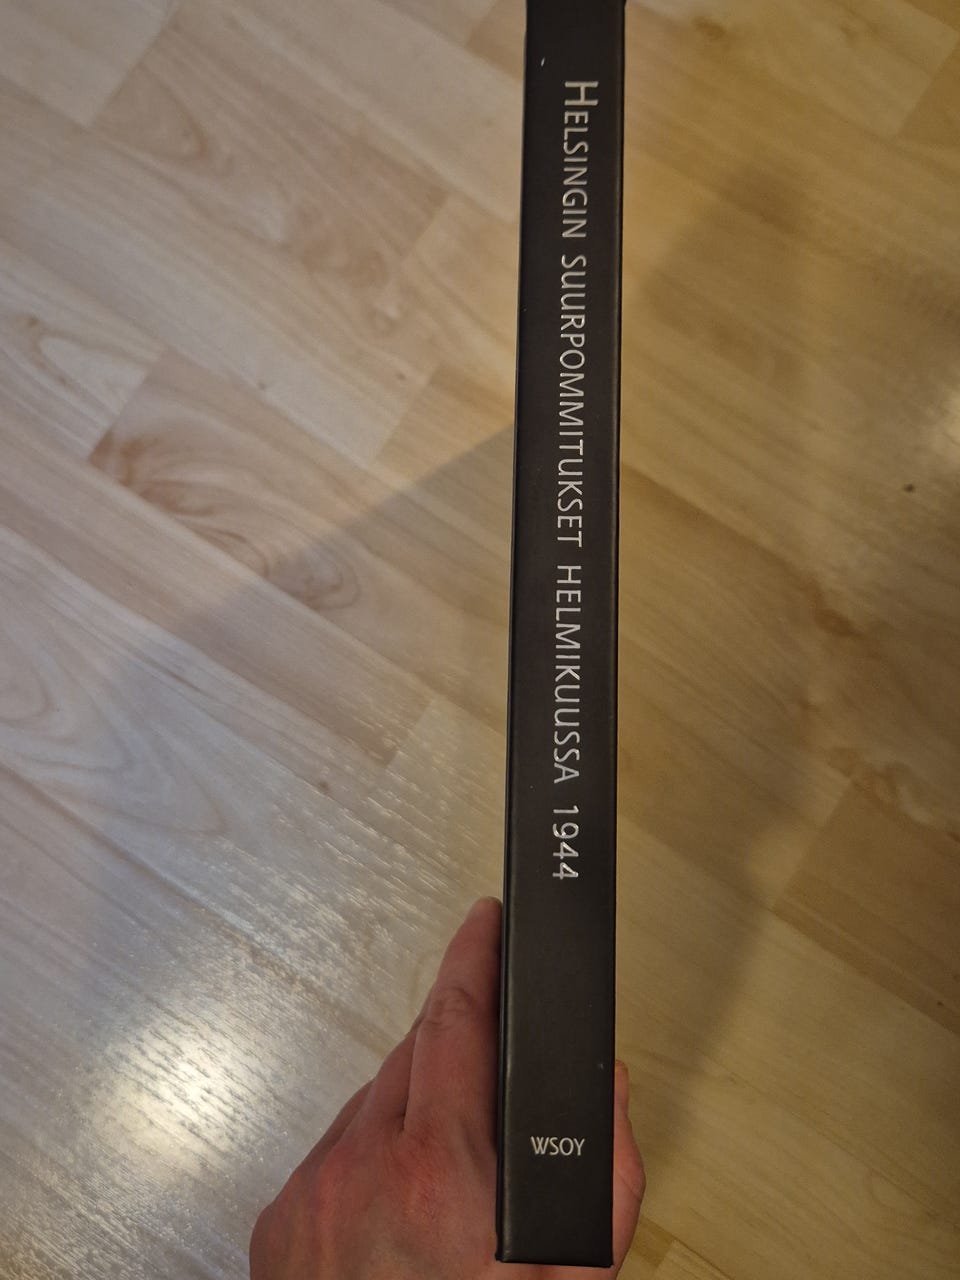 HELSINGIN SUURPOMMITUKSET HELMIKUUSSA 1944
WSOY